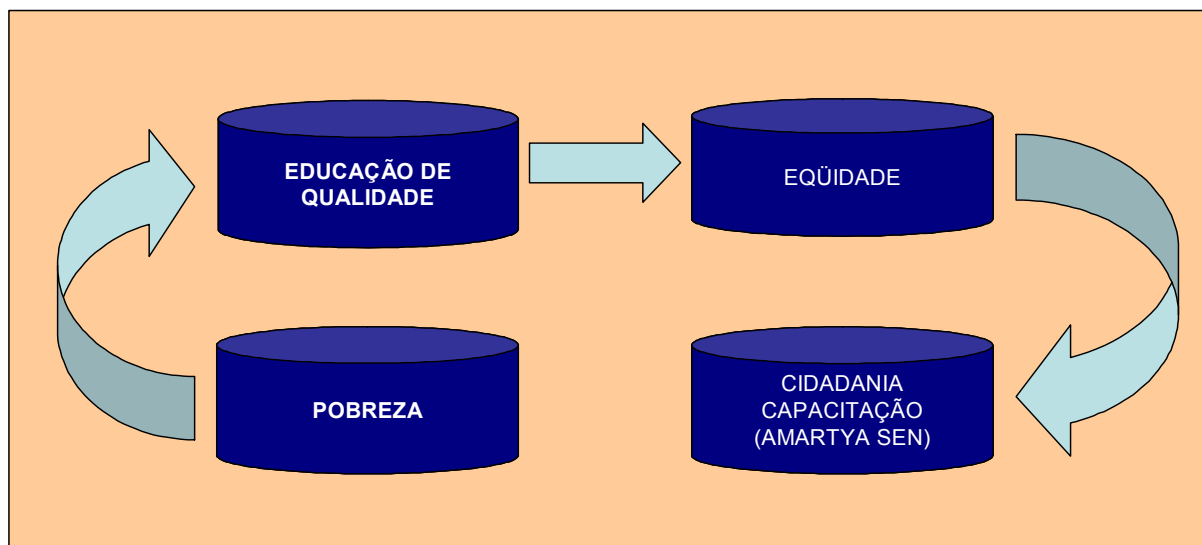 EDUCAÇÃO DE
QUALIDADE
EQÜIDADE
POBREZA
CIDADANIA
CAPACITAÇÃO
(AMARTYA SEN)